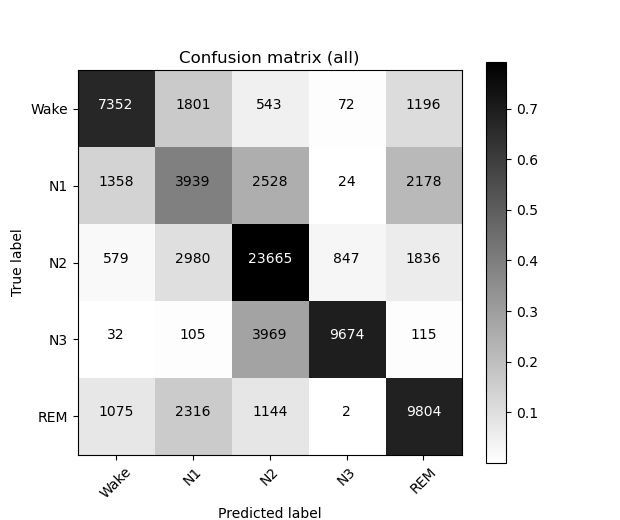 Confusion matrix (all)
Wake 7352 1801 543 72 1196
N1 1358 3939 2528 24 2178
N2 579 2980 23665 847 1836
N3 32 105 3969 9674 115
REM 1075 2316 1144 2 9804
Wake N1 N2 N3 REM
Predicted label
True label
0.7
0.6
0.5
0.4
0.3
0.2
0.1